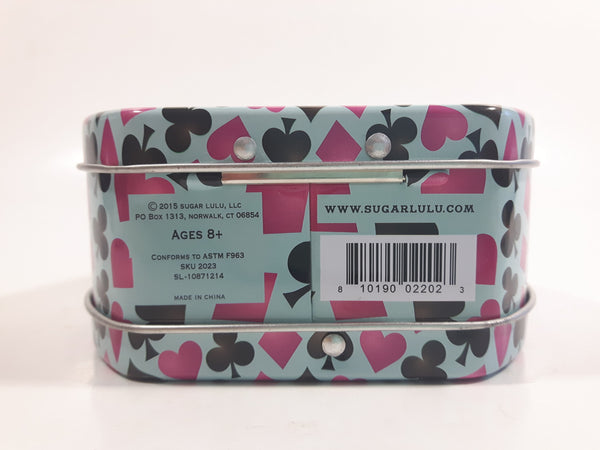 © 2015 SUGAR LULU, LLC
PO BOX 1313, NORWALK, CT 06854
AGES 8+
CONFORMS TO ASTM F963
SKU 2023
SL-10871214
MADE IN CHINA
WWW.SUGARLULU.COM
8 10190 02202 3